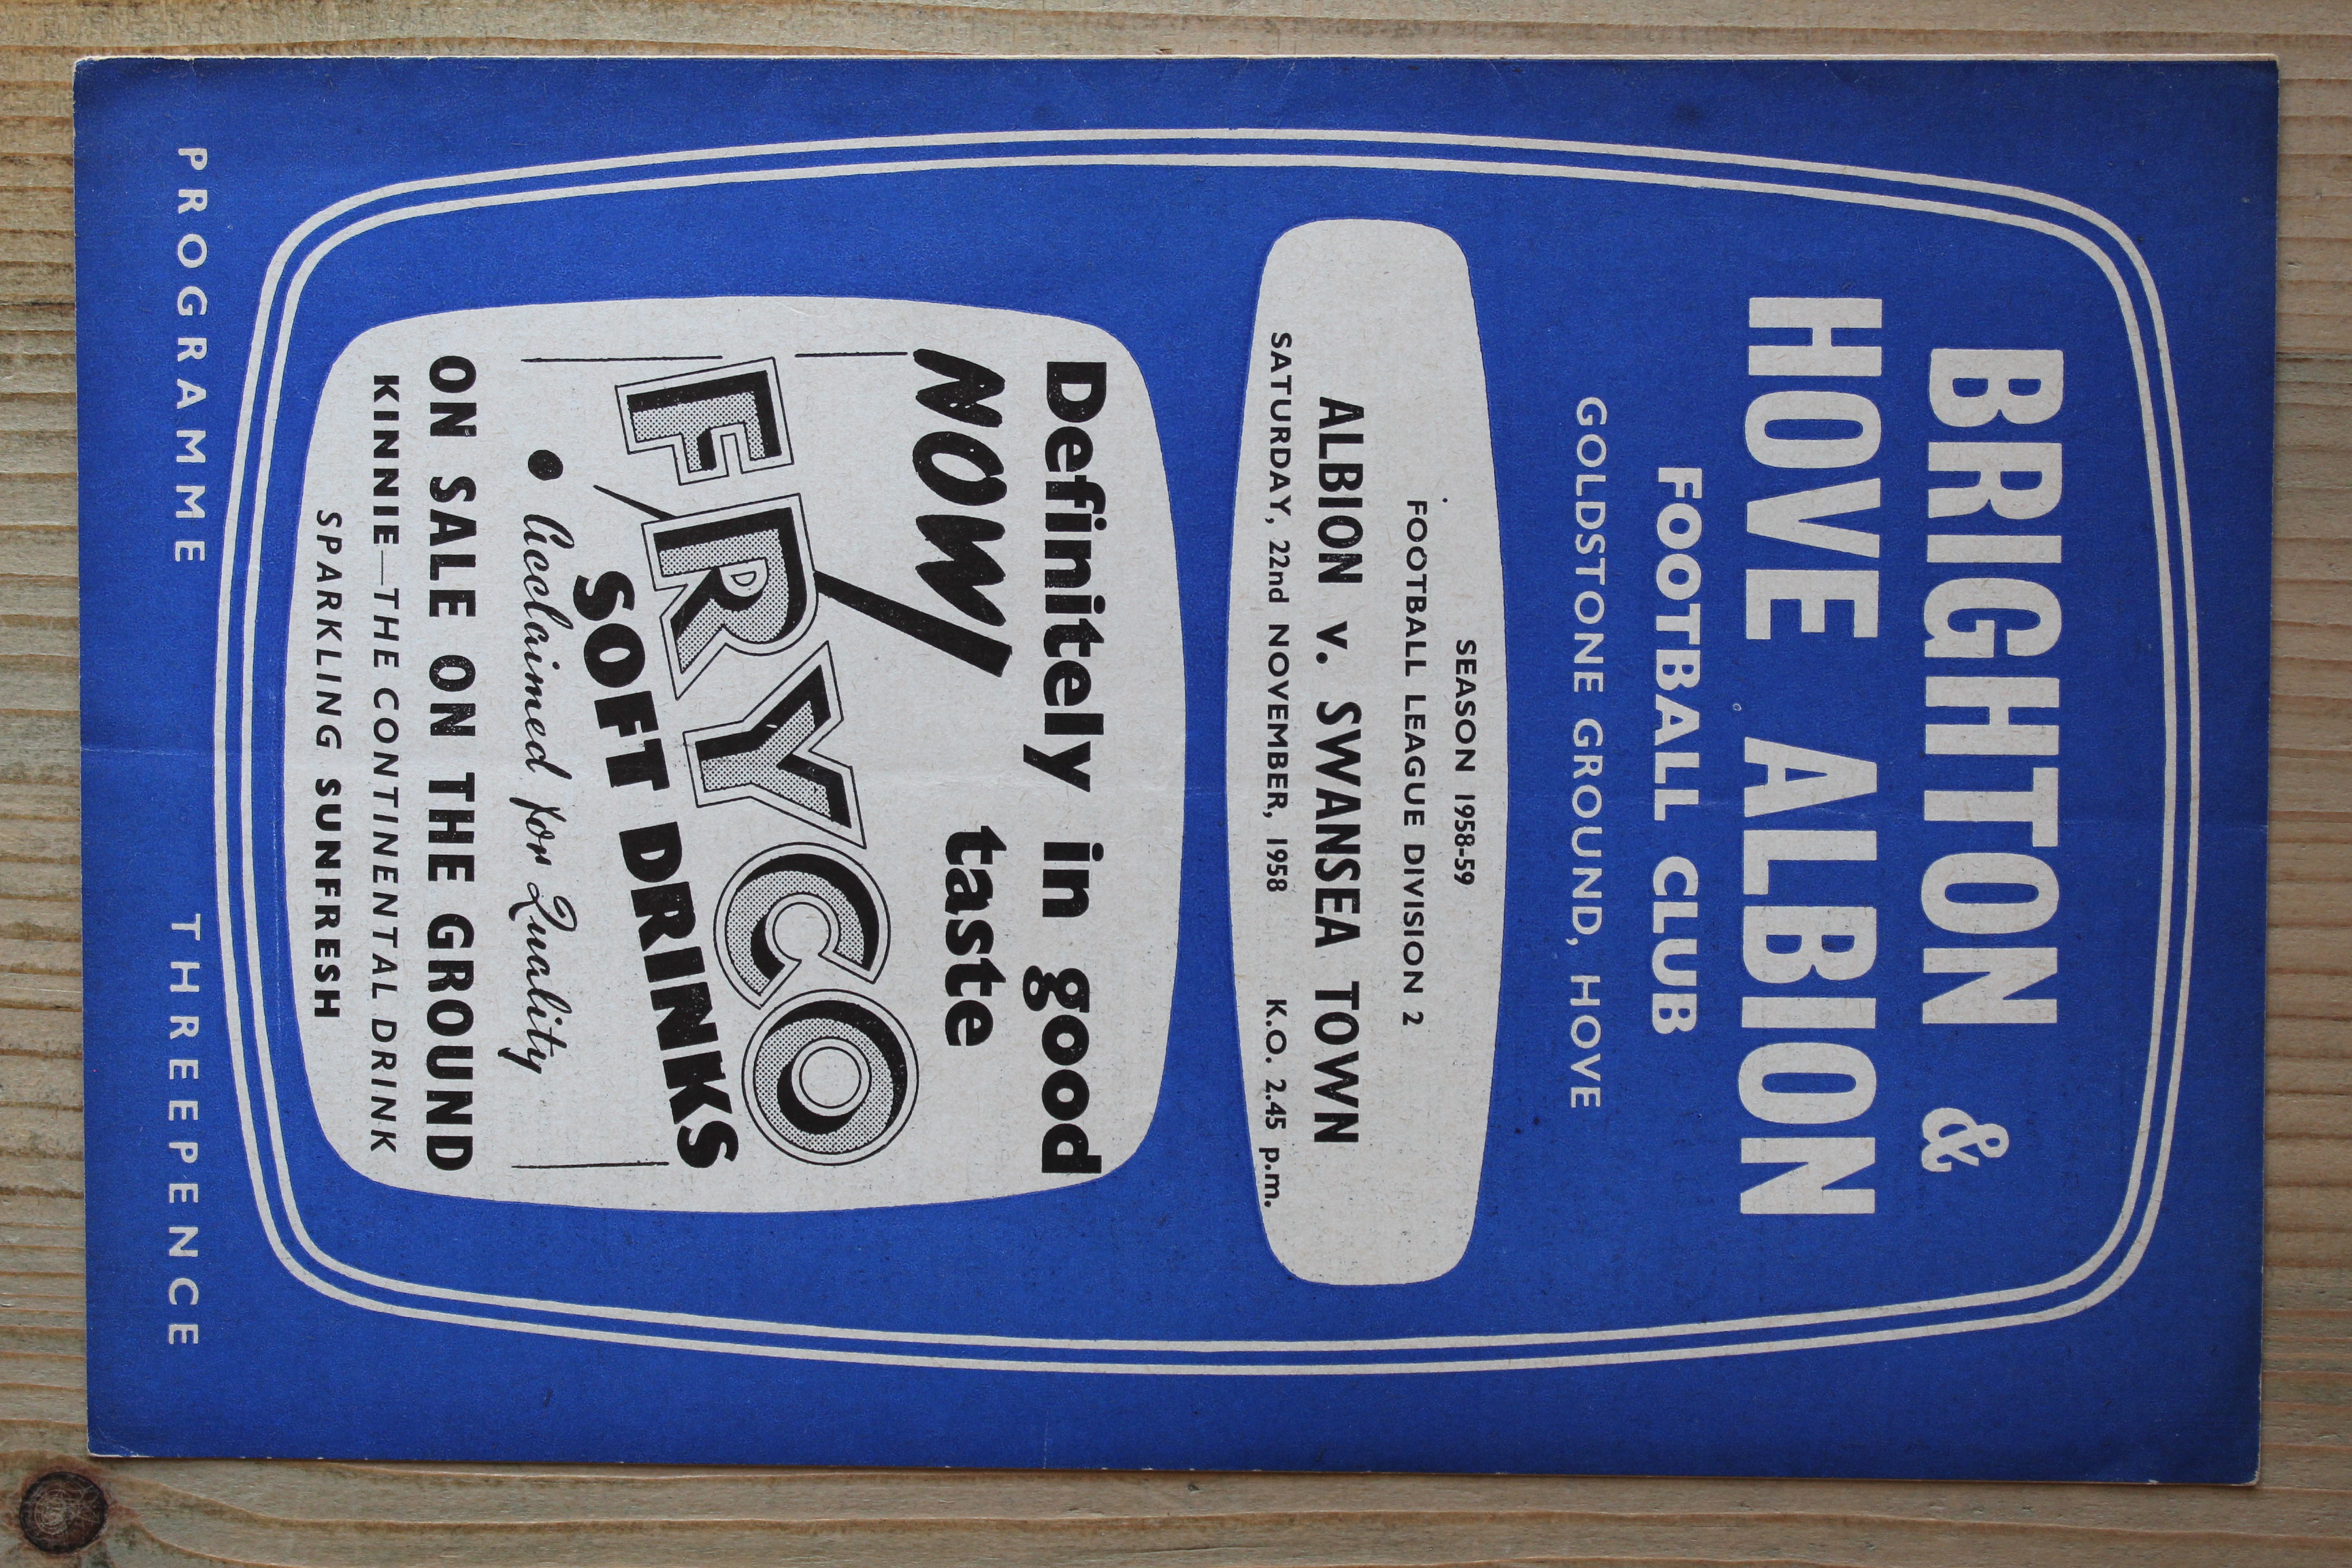 BRIGHTON &
HOVE ALBION
FOOTBALL CLUB
GOLDSTONE GROUND, HOVE
SEASON 1958-59
FOOTBALL LEAGUE DIVISION 2
ALBION v. SWANSEA TOWN
SATURDAY, 22nd NOVEMBER, 1958 K.O. 2.45 p.m.
Definitely in good
NOW! taste
FRYCO
SOFT DRINKS
• Acclaimed for Quality
ON SALE ON THE GROUND
KINNIE—THE CONTINENTAL DRINK
SPARKLING SUNFRESH
PROGRAMME THREEPENCE